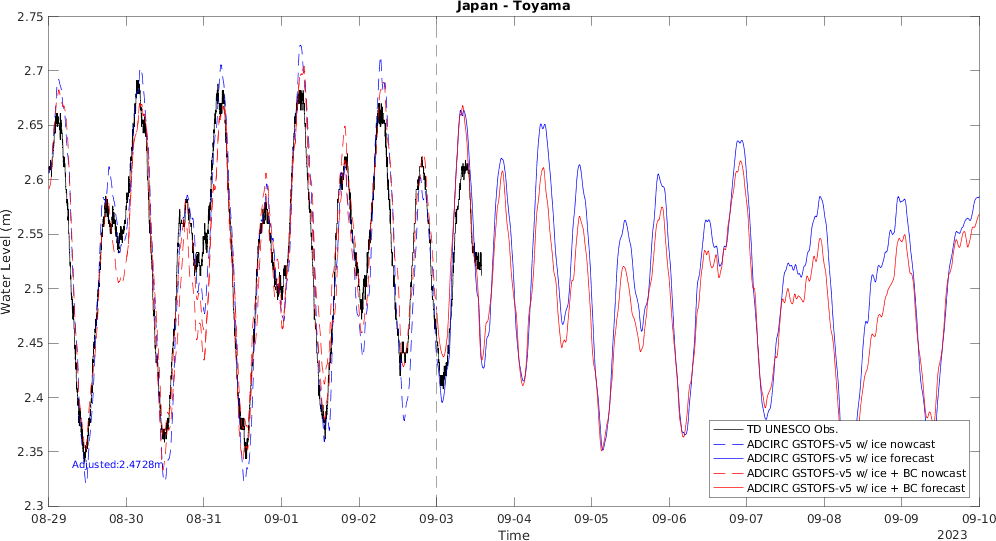 Japan - Toyama
2.75
2.7
2.65
2.6
2.55
2.5
2.45
2.4
2.35
2.3
Water Level (m)
Adjusted:2.4728m
TD UNESCO Obs.
ADCIRC GSTOFS-v5 w/ ice nowcast
ADCIRC GSTOFS-v5 w/ ice forecast
ADCIRC GSTOFS-v5 w/ ice + BC nowcast
ADCIRC GSTOFS-v5 w/ ice + BC forecast
08-29 08-30 08-31 09-01 09-02 09-03 09-04 09-05 09-06 09-07 09-08 09-09 09-10
Time
2023